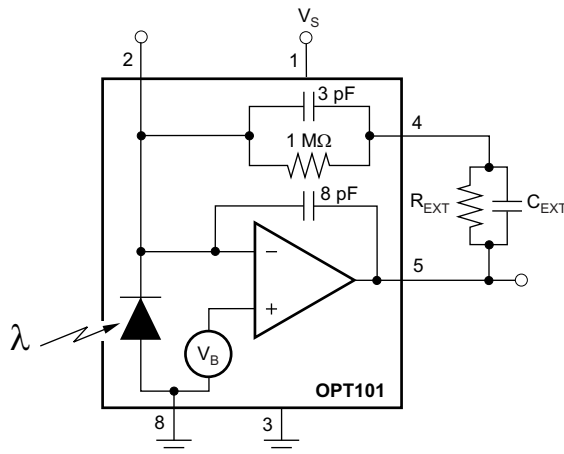 V_S
2
1
3 pF
4
1 MΩ
R_EXT
C_EXT
8 pF
5
−
+
λ
V_B
OPT101
8
3